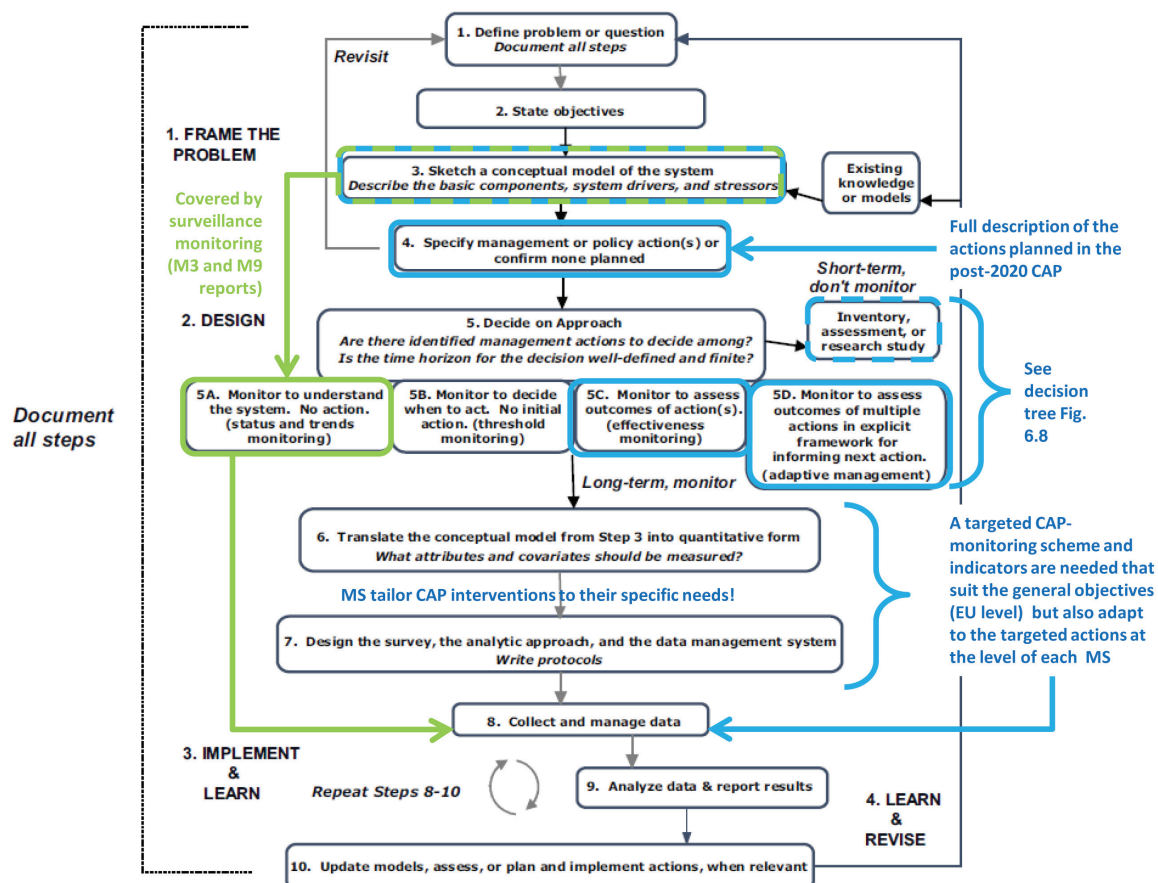 1. Define problem or question
Document all steps
Revisit
2. State objectives
1. FRAME THE
PROBLEM
3. Sketch a conceptual model of the system
Describe the basic components, system drivers, and stressors
Existing
knowledge
or models
Covered by
surveillance
monitoring
(M3 and M9
reports)
4. Specify management or policy action(s) or
confirm none planned
Full description of the
actions planned in the
post-2020 CAP
Short-term,
don't monitor
2. DESIGN
5. Decide on Approach
Are there identified management actions to decide among?
Is the time horizon for the decision well-defined and finite?
Inventory,
assessment, or
research study
See
decision
tree Fig.
6.8
5A. Monitor to understand
the system. No action.
(status and trends
monitoring)
5B. Monitor to decide
when to act. No initial
action. (threshold
monitoring)
5C. Monitor to assess
outcomes of action(s).
(effectiveness
monitoring)
5D. Monitor to assess
outcomes of multiple
actions in explicit
framework for
informing next action.
(adaptive management)
Document
all steps
Long-term, monitor
6. Translate the conceptual model from Step 3 into quantitative form
What attributes and covariates should be measured?
MS tailor CAP interventions to their specific needs!
A targeted CAP-
monitoring scheme and
indicators are needed that
suit the general objectives
(EU level) but also adapt
to the targeted actions at
the level of each MS
7. Design the survey, the analytic approach, and the data management system
Write protocols
8. Collect and manage data
3. IMPLEMENT
&
LEARN
Repeat Steps 8-10
9. Analyze data & report results
4. LEARN
&
REVISE
10. Update models, assess, or plan and implement actions, when relevant